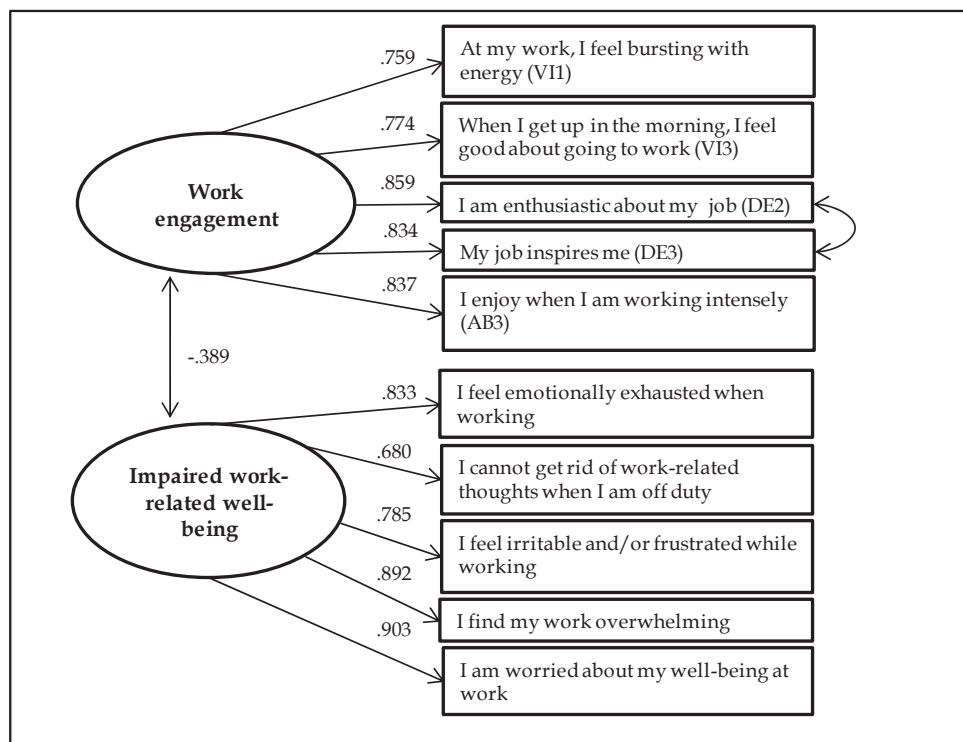 .759
At my work, I feel bursting with
energy (VI1)
.774
When I get up in the morning, I feel
good about going to work (VI3)
Work
engagement
.859
I am enthusiastic about my job (DE2)
.834
My job inspires me (DE3)
.837
I enjoy when I am working intensely
(AB3)
-.389
.833
I feel emotionally exhausted when
working
Impaired work-
related well-
being
.680
I cannot get rid of work-related
thoughts when I am off duty
.785
I feel irritable and/or frustrated while
working
.892
I find my work overwhelming
.903
I am worried about my well-being at
work